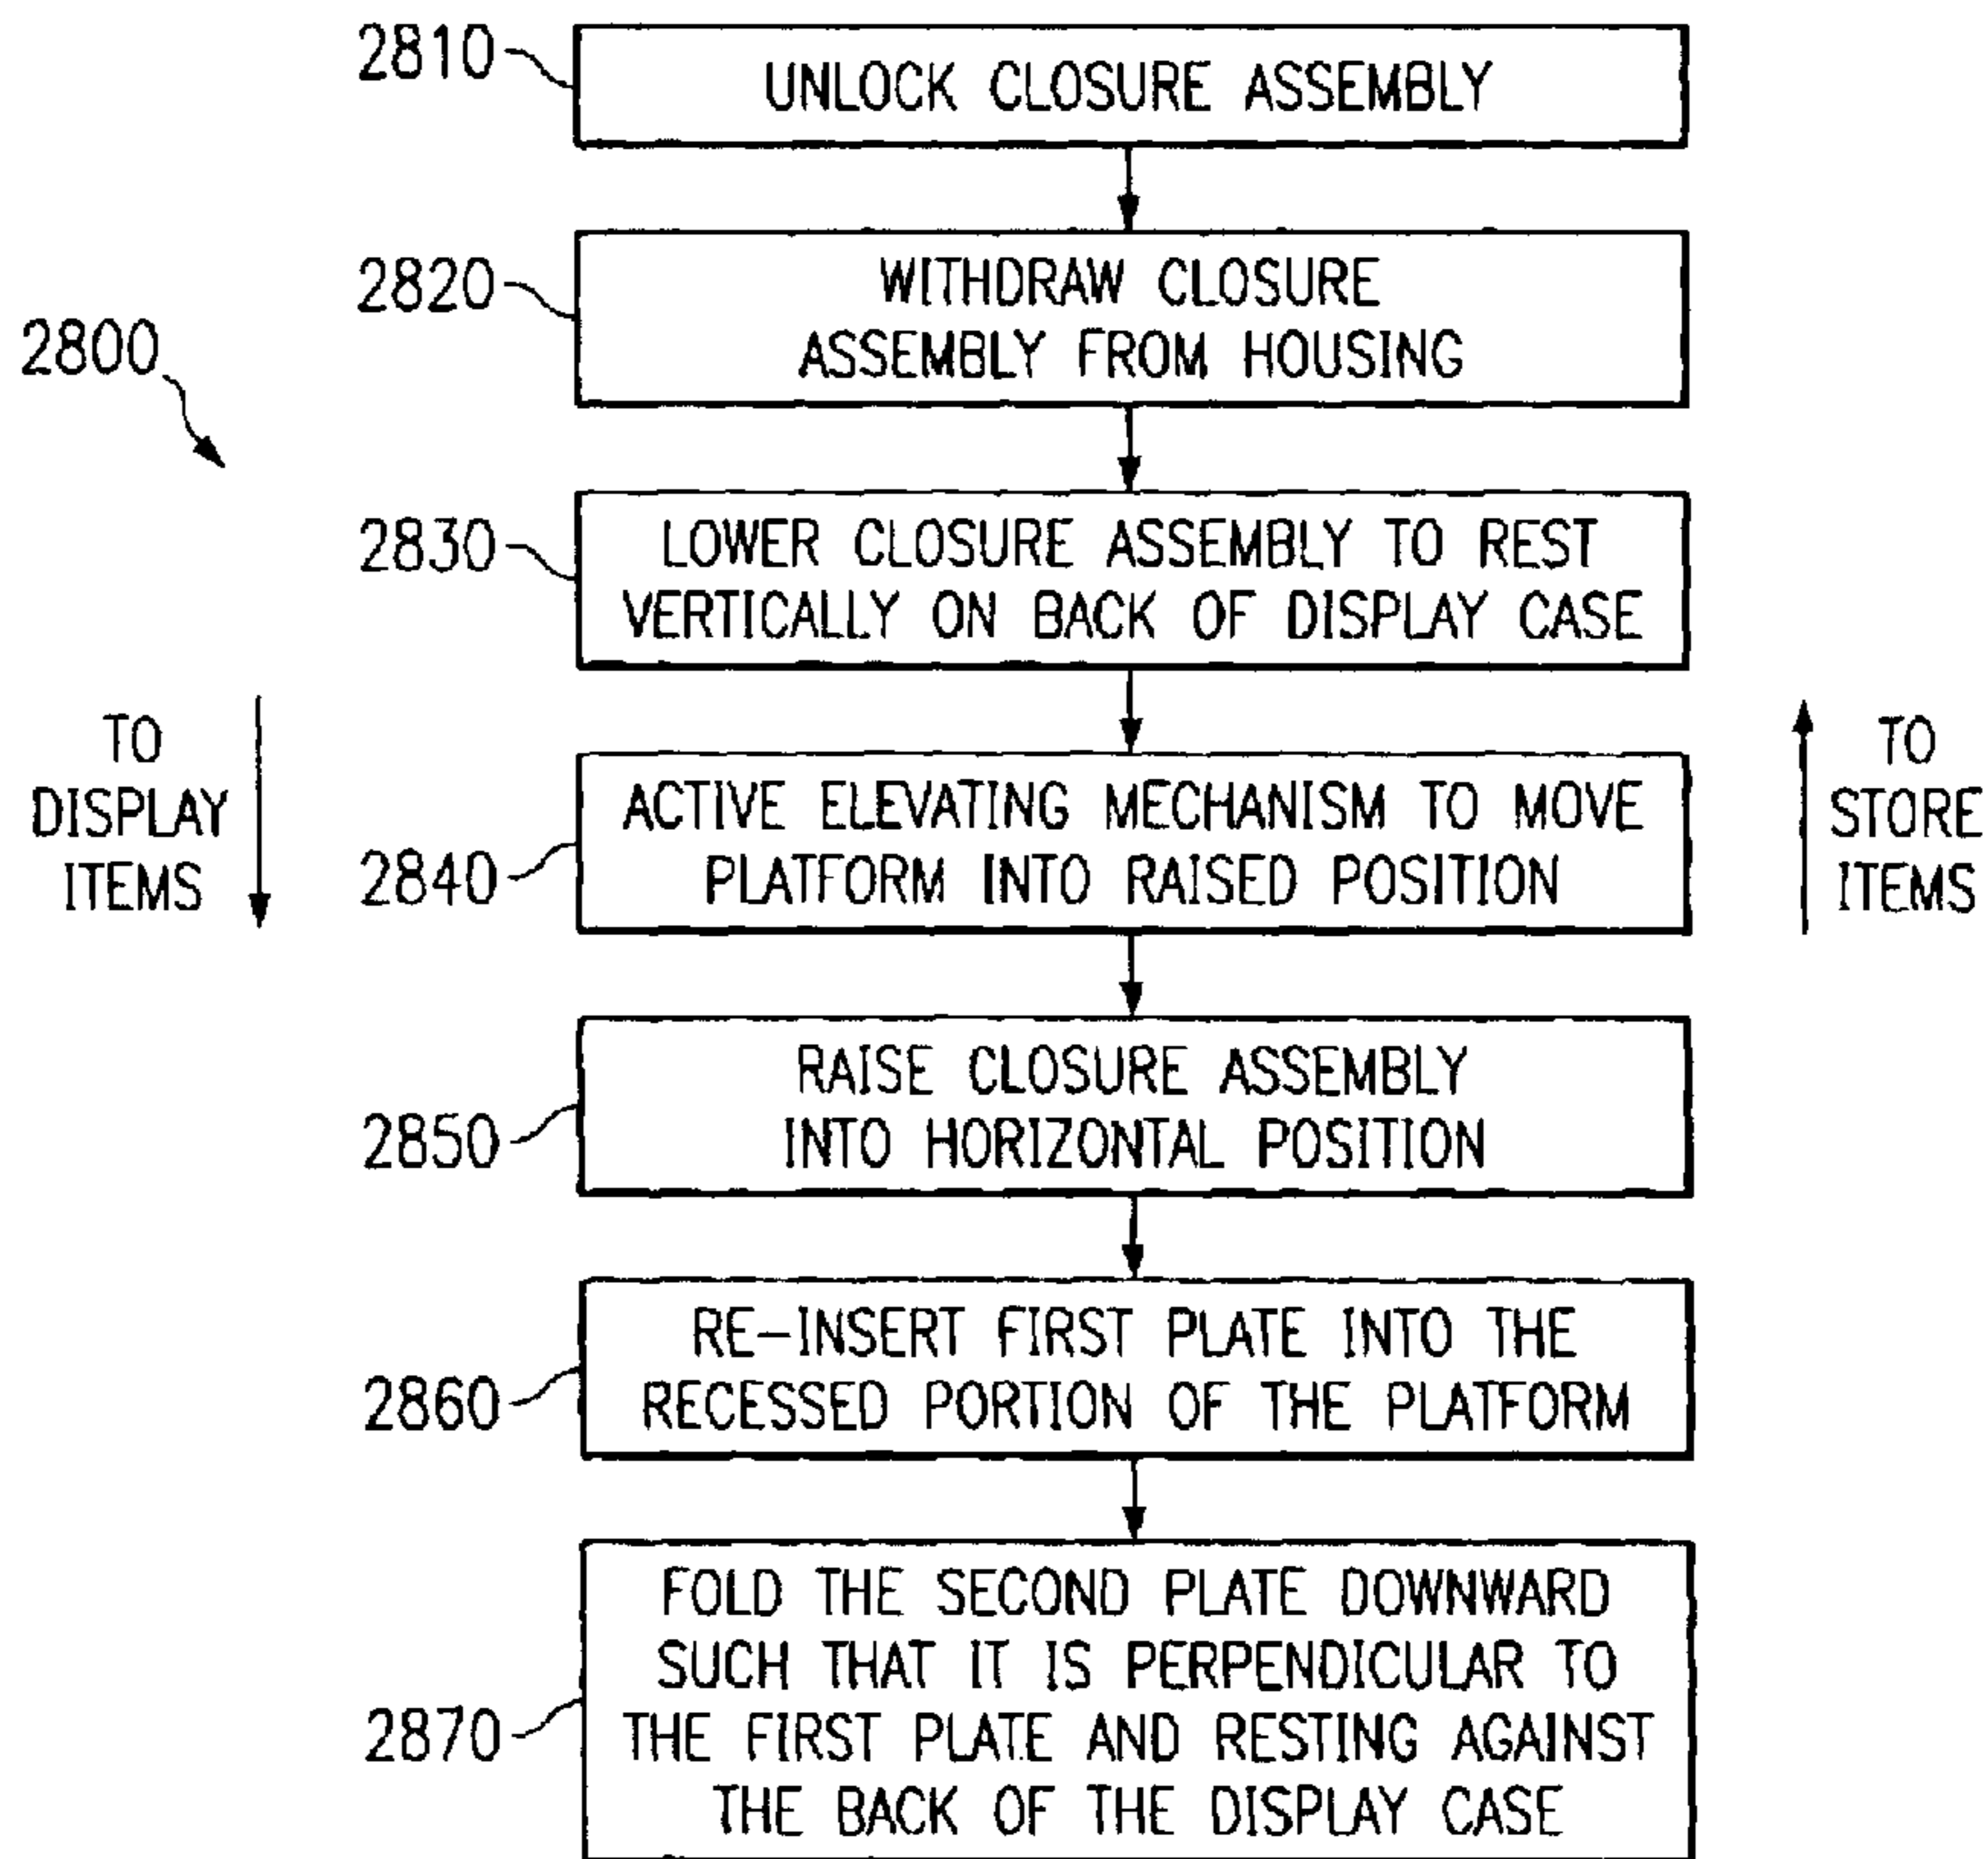 2810
UNLOCK CLOSURE ASSEMBLY
2820
WITHDRAW CLOSURE
ASSEMBLY FROM HOUSING
2800
2830
LOWER CLOSURE ASSEMBLY TO REST
VERTICALLY ON BACK OF DISPLAY CASE
TO
DISPLAY
ITEMS
2840
ACTIVE ELEVATING MECHANISM TO MOVE
PLATFORM INTO RAISED POSITION
TO
STORE
ITEMS
2850
RAISE CLOSURE ASSEMBLY
INTO HORIZONTAL POSITION
2860
RE-INSERT FIRST PLATE INTO THE
RECESSED PORTION OF THE PLATFORM
2870
FOLD THE SECOND PLATE DOWNWARD
SUCH THAT IT IS PERPENDICULAR TO
THE FIRST PLATE AND RESTING AGAINST
THE BACK OF THE DISPLAY CASE